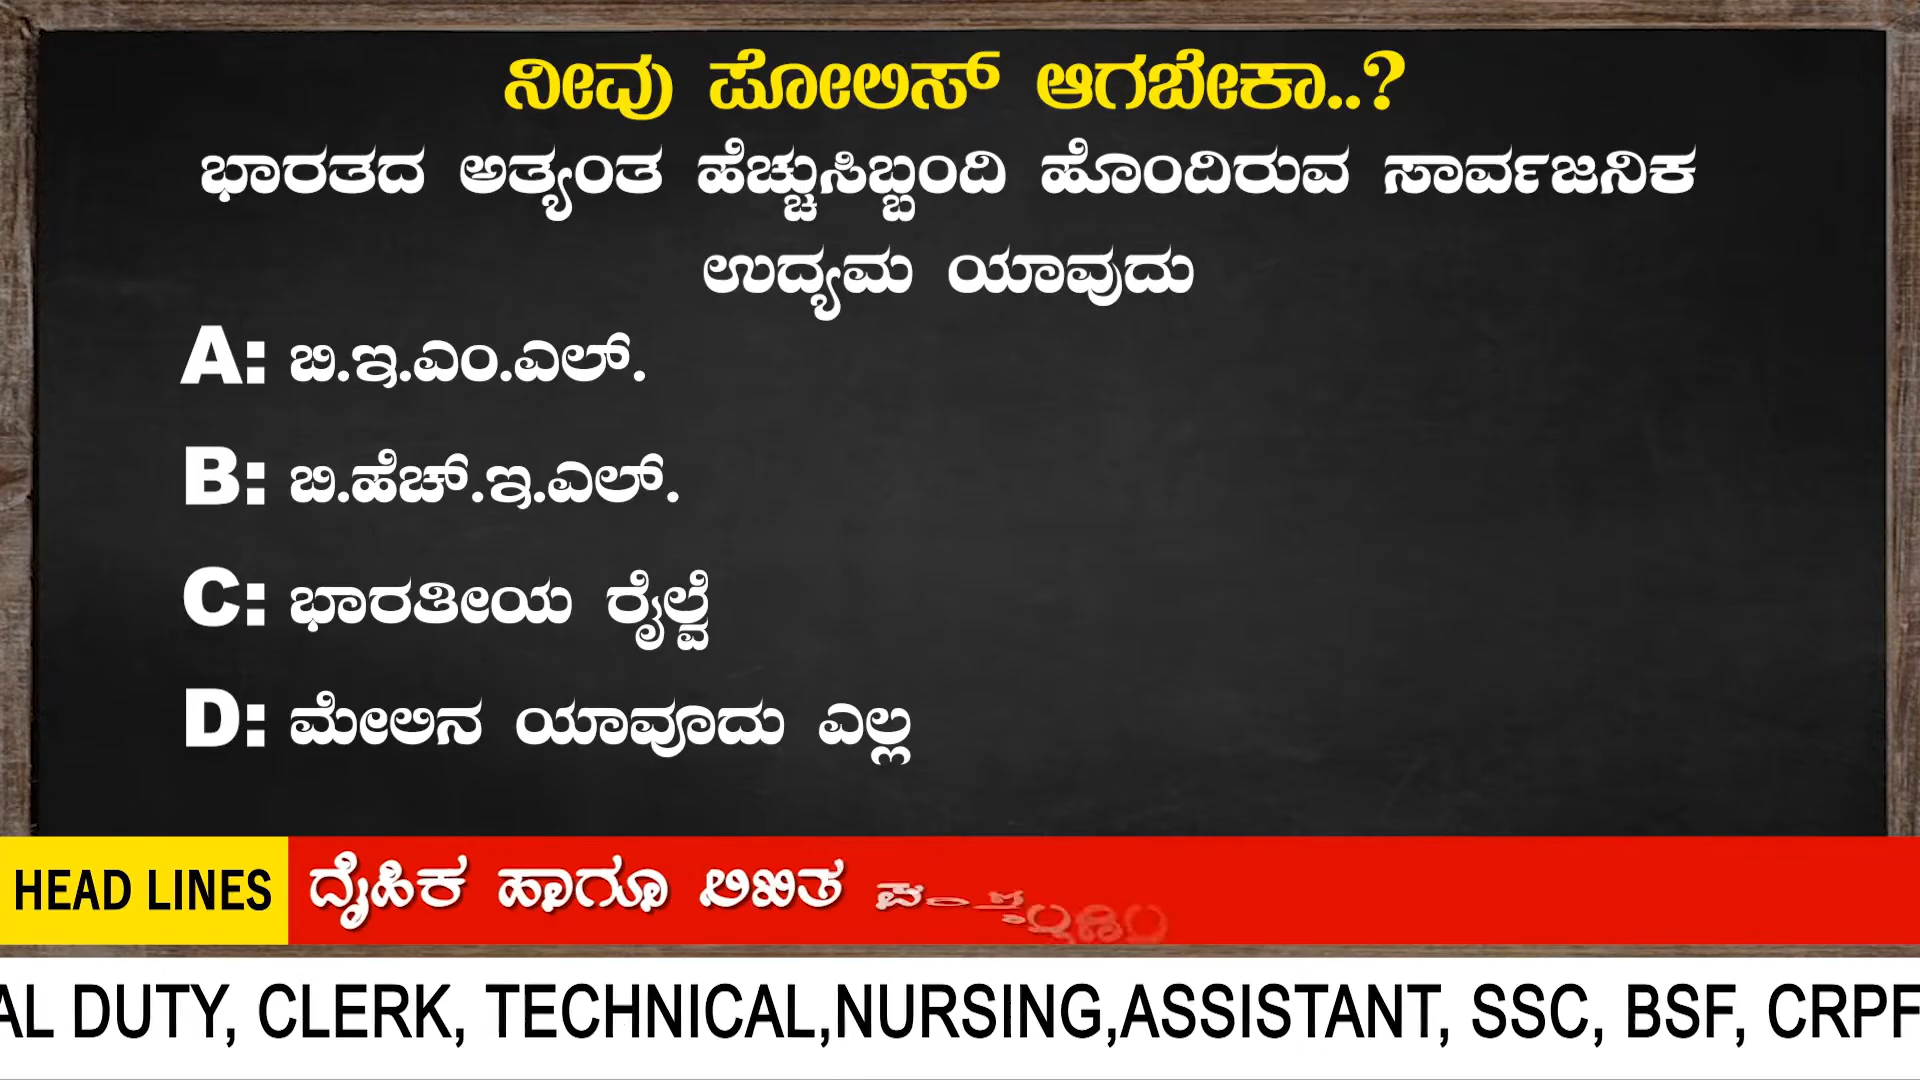 ನೀವು ಪೋಲಿಸ್ ಆಗಬೇಕಾ..?
ಭಾರತದ ಅತ್ಯಂತ ಹೆಚ್ಚುಸಿಬ್ಬಂದಿ ಹೊಂದಿರುವ ಸಾರ್ವಜನಿಕ
ಉದ್ಯಮ ಯಾವುದು
A: ಬಿ.ಇ.ಎಂ.ಎಲ್.
B: ಬಿ.ಹೆಚ್.ಇ.ಎಲ್.
C: ಭಾರತೀಯ ರೈಲ್ವೆ
D: ಮೇಲಿನ ಯಾವೂದು ಎಲ್ಲ
HEAD LINES ದೈಹಿಕ ಹಾಗೂ ಲಿಖಿತ
AL DUTY, CLERK, TECHNICAL,NURSING,ASSISTANT, SSC, BSF, CRPF